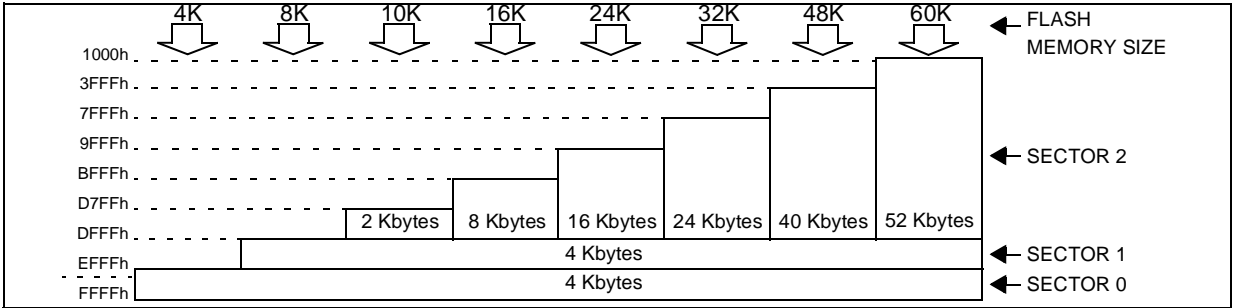 4K 8K 10K 16K 24K 32K 48K 60K FLASH
MEMORY SIZE
1000h
3FFFh
7FFFh
9FFFh
BFFFh SECTOR 2
D7FFh
2 Kbytes 8 Kbytes 16 Kbytes 24 Kbytes 40 Kbytes 52 Kbytes
DFFFh
4 Kbytes SECTOR 1
EFFFh
4 Kbytes SECTOR 0
FFFFh